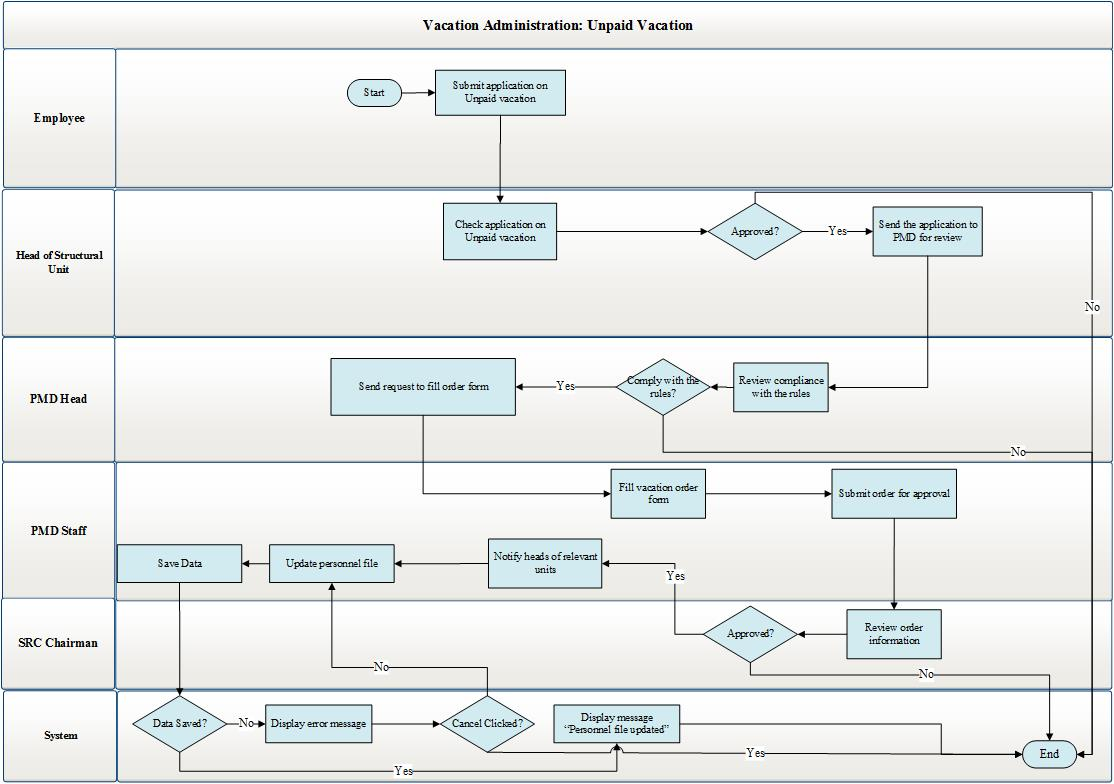 Vacation Administration: Unpaid Vacation
Employee
Start
Submit application on
Unpaid vacation
Head of Structural
Unit
Check application on
Unpaid vacation
Approved?
Yes
Send the application to
PMD for review
No
PMD Head
Send request to fill order form
Yes
Comply with the
rules?
Review compliance
with the rules
No
PMD Staff
Fill vacation order
form
Submit order for approval
Save Data
Update personnel file
Notify heads of relevant
units
Yes
SRC Chairman
Approved?
Review order
information
No
No
System
Data Saved?
No
Display error message
Cancel Clicked?
Display message
“Personnel file updated”
Yes
End
Yes